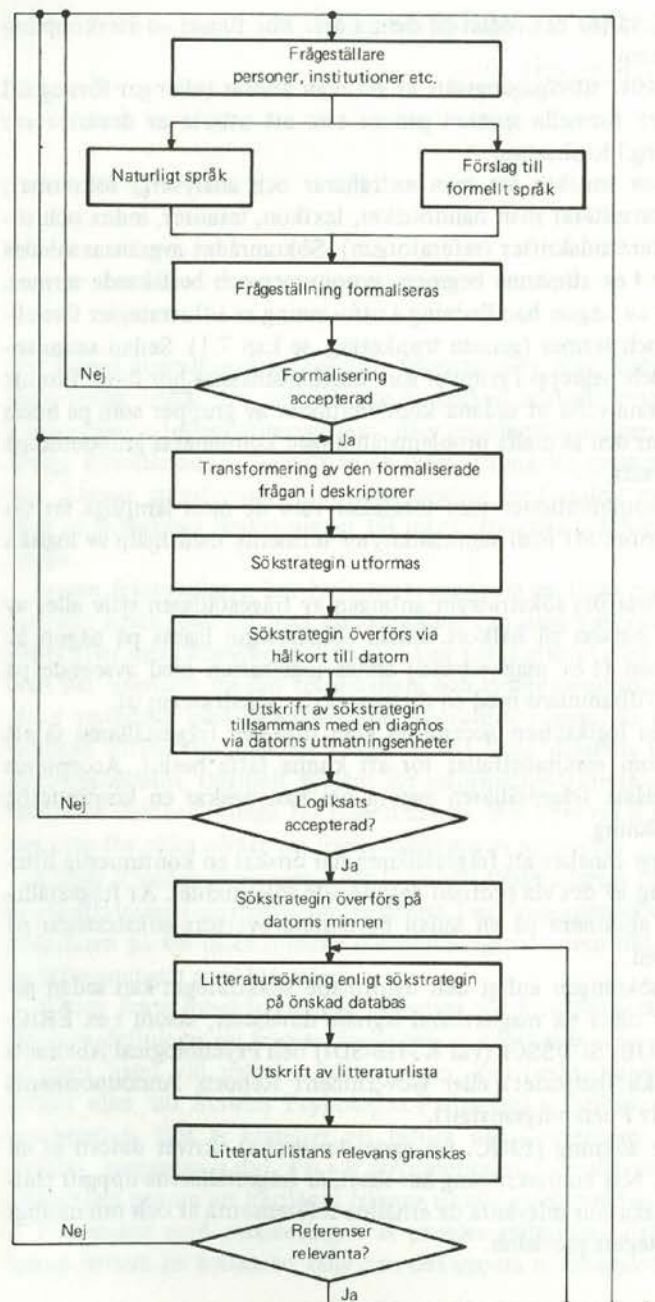 Frågeställare
personer, institutioner etc.
Naturligt språk
Förslag till
formellt språk
Frågeställning formaliseras
Nej
Formalisering
accepterad
Ja
Transformering av den formaliserade
frågan i deskriptorer
Sökstrategin utformas
Sökstrategin överförs via
hålkort till datorn
Utskrift av sökstrategin
tillsammans med en diagnos
via datorns utmatningsenheter
Nej
Logiksats
accepterad?
Ja
Sökstrategin överförs på
datorns minnen
Litteratursökning enligt sökstrategin
på önskad databas
Utskrift av litteraturlista
Litteraturlistans relevans granskas
Nej
Referenser
relevanta?
Ja